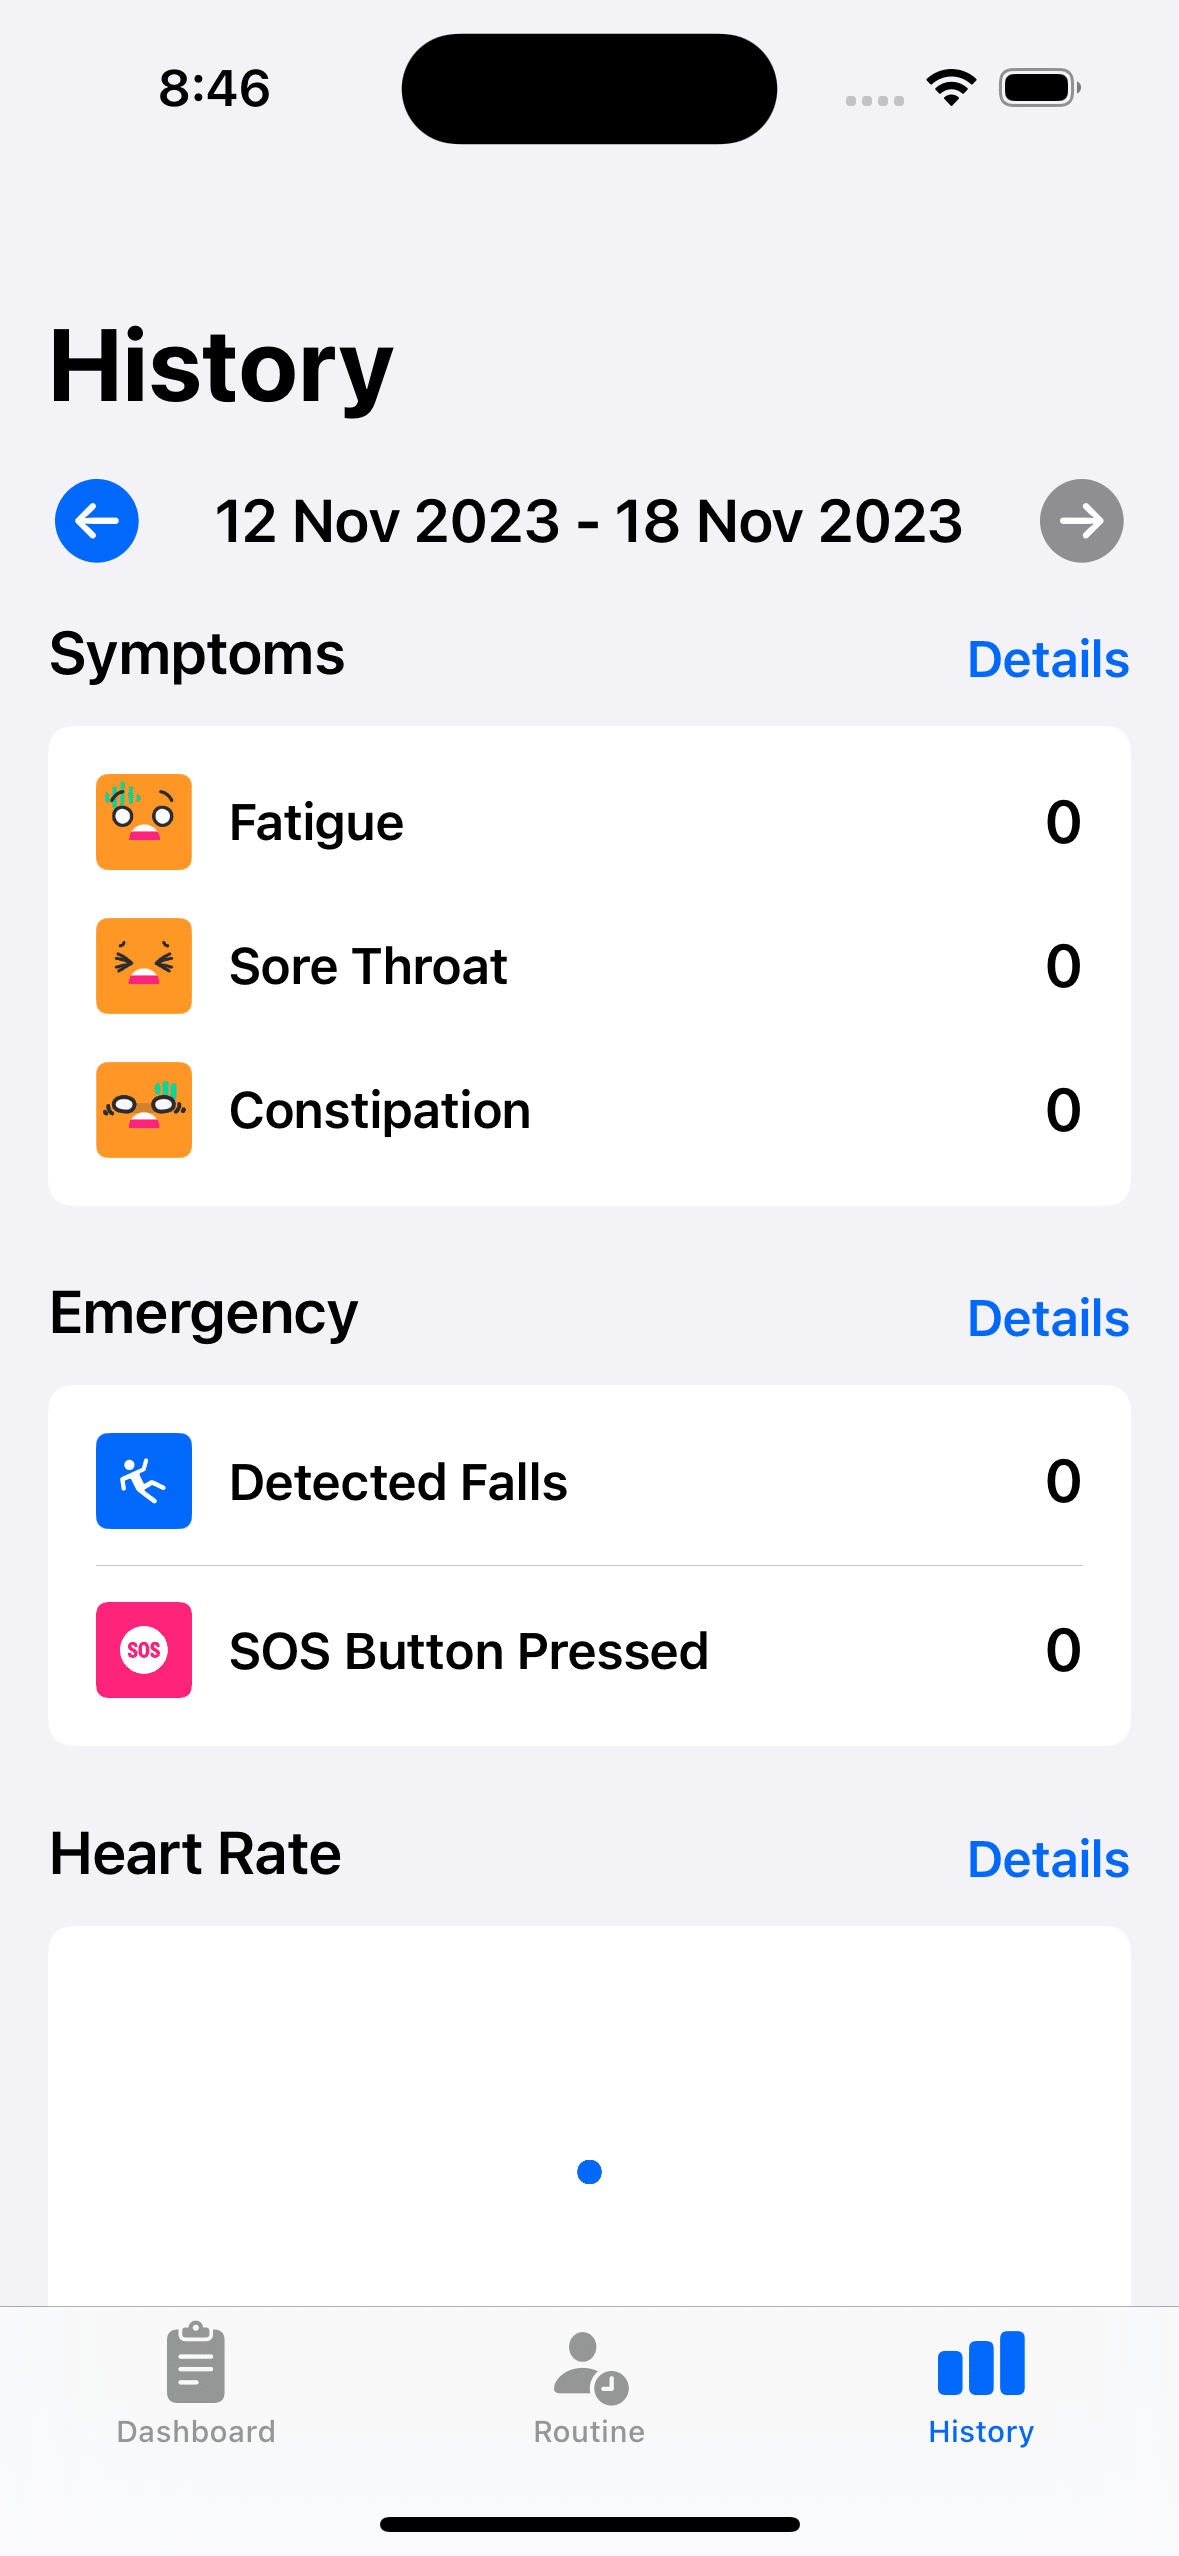 8:46
History
12 Nov 2023 - 18 Nov 2023
Symptoms Details
Fatigue 0
Sore Throat 0
Constipation 0
Emergency Details
Detected Falls 0
SOS SOS Button Pressed 0
Heart Rate Details
Dashboard Routine History